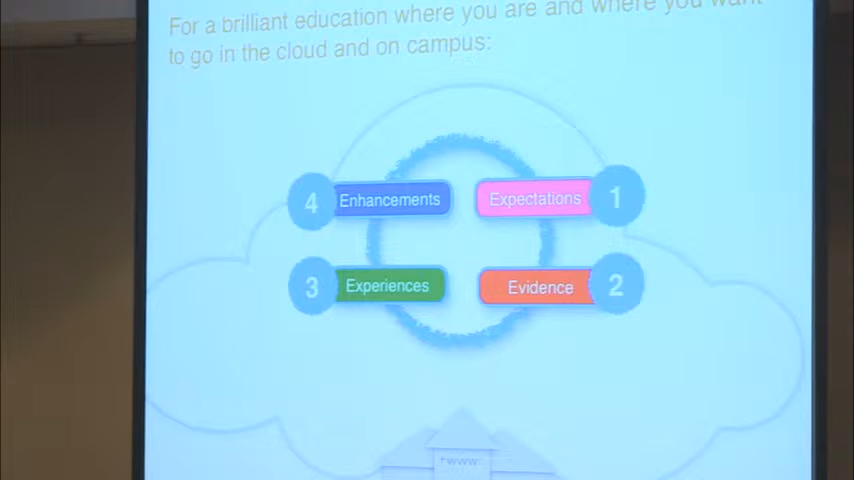 For a brilliant education where you are and where you want
to go in the cloud and on campus:
4 Enhancements
Expectations 1
3 Experiences
Evidence 2
www